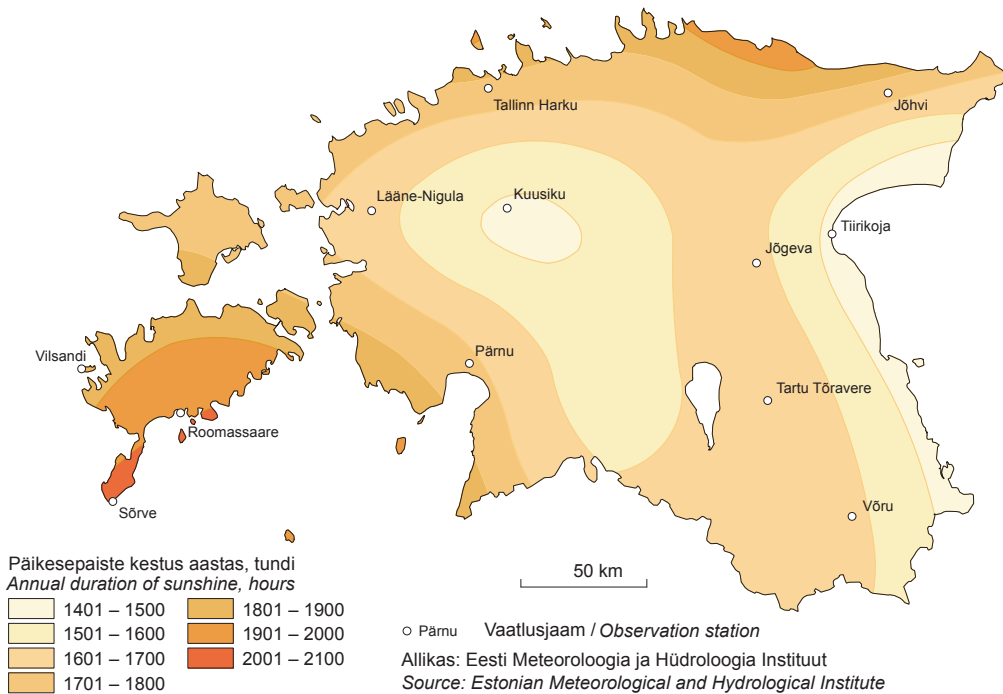 Tallinn Harku
Jõhvi
Lääne-Nigula
Kuusiku
Tiirikoja
Jõgeva
Vilsandi
Pärnu
Tartu Tõravere
Roomassaare
Sõrve
Võru
Päikesepaiste kestus aastas, tundi
Annual duration of sunshine, hours
1401 – 1500
1501 – 1600
1601 – 1700
1701 – 1800
1801 – 1900
1901 – 2000
2001 – 2100
50 km
Pärnu Vaatlusjaam / Observation station
Allikas: Eesti Meteoroloogia ja Hüdroloogia Instituut
Source: Estonian Meteorological and Hydrological Institute